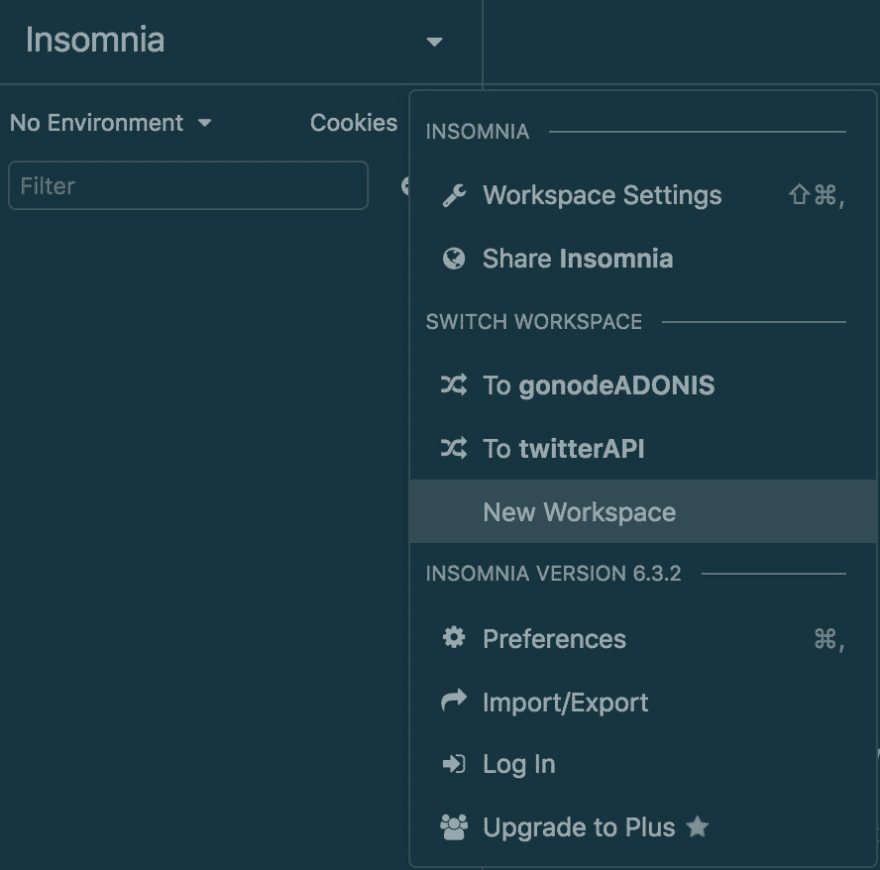 Insomnia
No Environment Cookies
Filter
INSOMNIA
Workspace Settings ⇧⌘,
Share Insomnia
SWITCH WORKSPACE
To gonodeADONIS
To twitterAPI
New Workspace
INSOMNIA VERSION 6.3.2
Preferences ⌘,
Import/Export
Log In
Upgrade to Plus